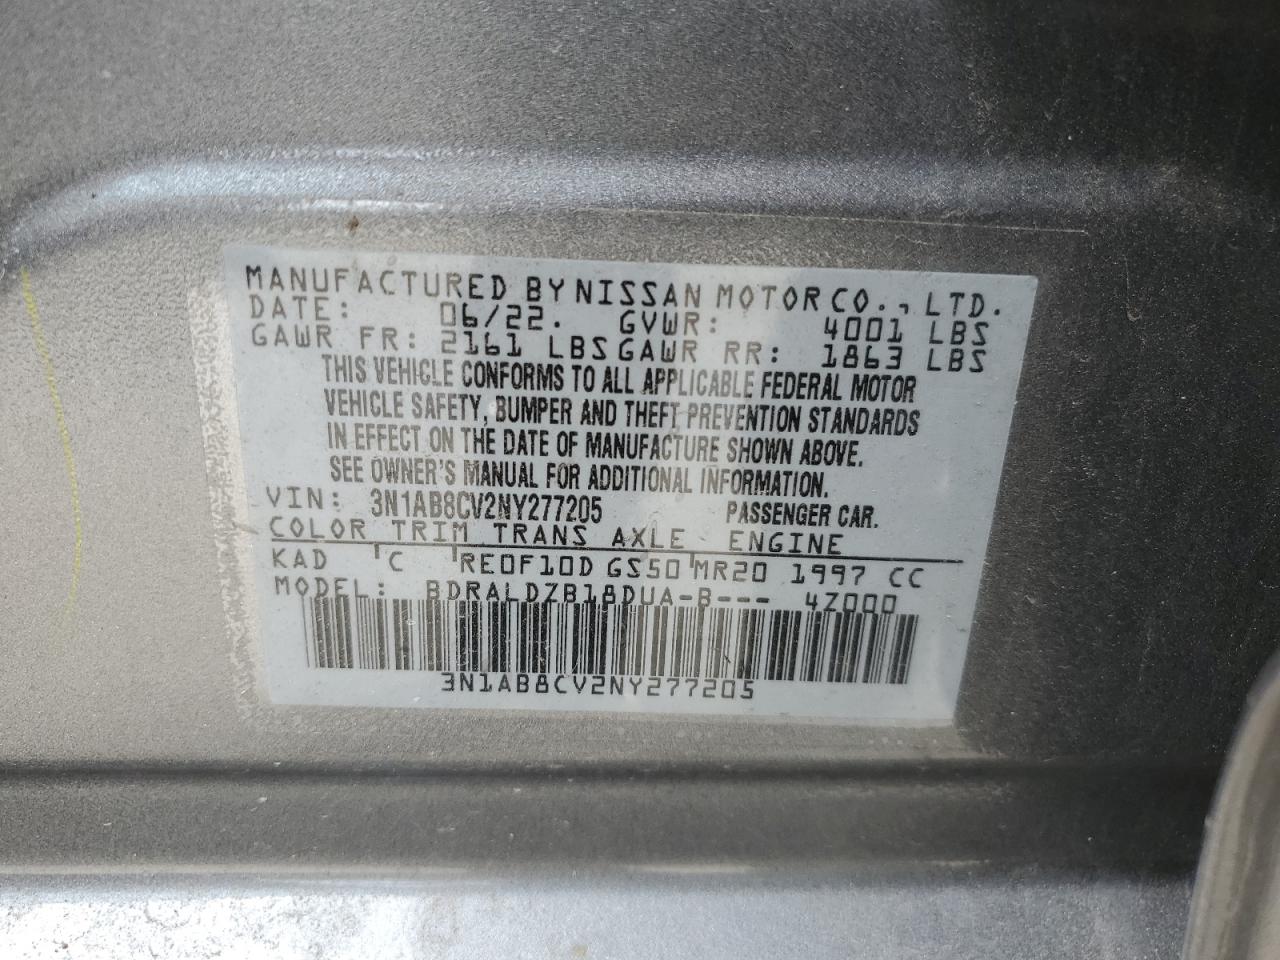 MANUFACTURED BY NISSAN MOTOR CO., LTD.
DATE: 06/22. GVWR: 4001 LBS
GAWR FR: 2161 LBS GAWR RR: 1863 LBS
THIS VEHICLE CONFORMS TO ALL APPLICABLE FEDERAL MOTOR
VEHICLE SAFETY, BUMPER AND THEFT PREVENTION STANDARDS
IN EFFECT ON THE DATE OF MANUFACTURE SHOWN ABOVE.
SEE OWNER'S MANUAL FOR ADDITIONAL INFORMATION.
VIN: 3N1AB8CV2NY277205 PASSENGER CAR.
COLOR TRIM TRANS AXLE ENGINE
KAD C RE0F10D GS50 MR20 1997 CC
MODEL: BDRALDZB18DUA-B--- 4Z000
3N1AB8CV2NY277205